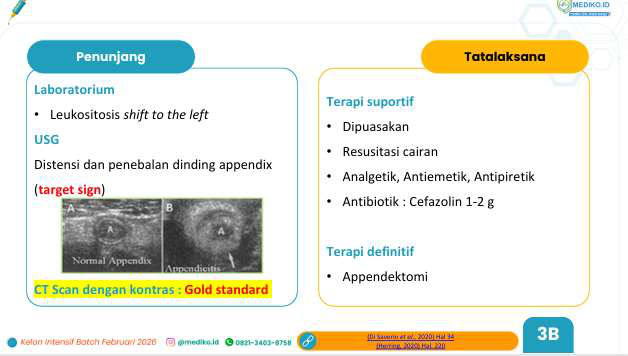 MEDIKO.ID
Penunjang
Laboratorium
• Leukositosis shift to the left
USG
Distensi dan penebalan dinding appendix
(target sign)
A
A
Normal Appendix
B
A
Appendicitis
CT Scan dengan kontras : Gold standard
Tatalaksana
Terapi suportif
• Dipuasakan
• Resusitasi cairan
• Analgetik, Antiemetik, Antipiretik
• Antibiotik : Cefazolin 1-2 g
Terapi definitif
• Appendektomi
Kelan Intensif Batch Februari 2026
@mediko.id
0821-3403-8758
(Di Saverio et al., 2020) Hal 34
(Herring, 2020) Hal. 220
3B